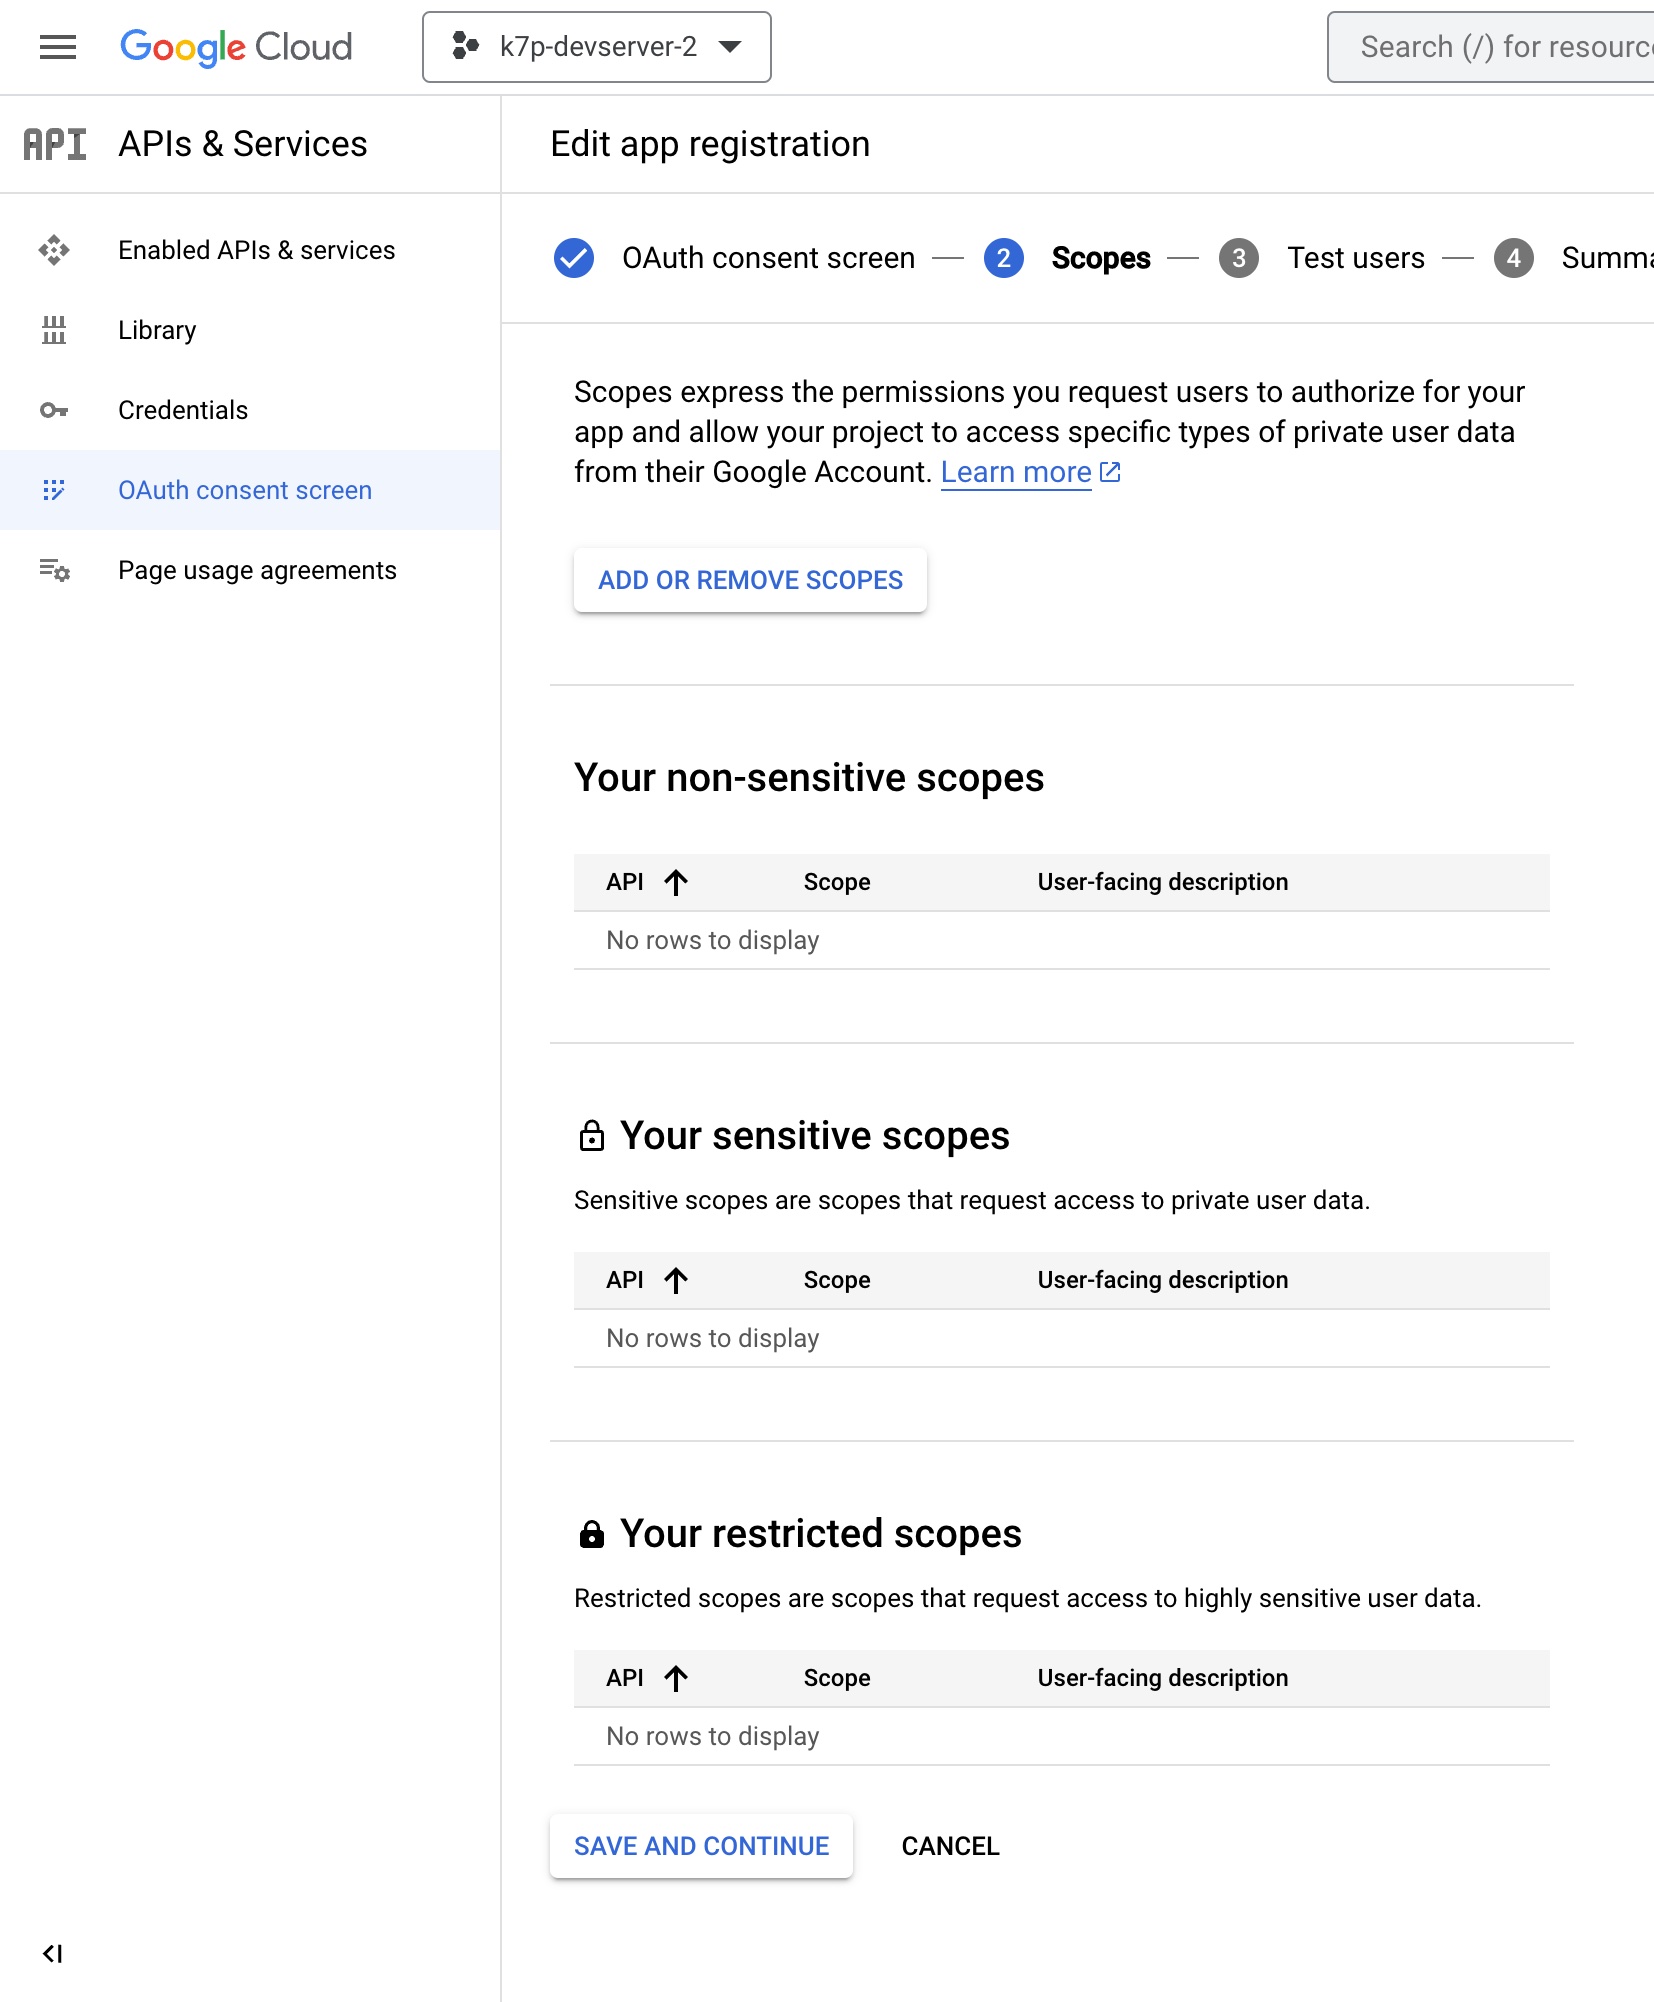 Google Cloud
k7p-devserver-2
Search (/) for resourc
API
APIs & Services
Edit app registration
Enabled APIs & services
Library
Credentials
OAuth consent screen
Page usage agreements
OAuth consent screen
2 Scopes
3 Test users
4 Summa
Scopes express the permissions you request users to authorize for your
app and allow your project to access specific types of private user data
from their Google Account. Learn more
ADD OR REMOVE SCOPES
Your non-sensitive scopes
API Scope User-facing description
No rows to display
Your sensitive scopes
Sensitive scopes are scopes that request access to private user data.
API Scope User-facing description
No rows to display
Your restricted scopes
Restricted scopes are scopes that request access to highly sensitive user data.
API Scope User-facing description
No rows to display
SAVE AND CONTINUE CANCEL